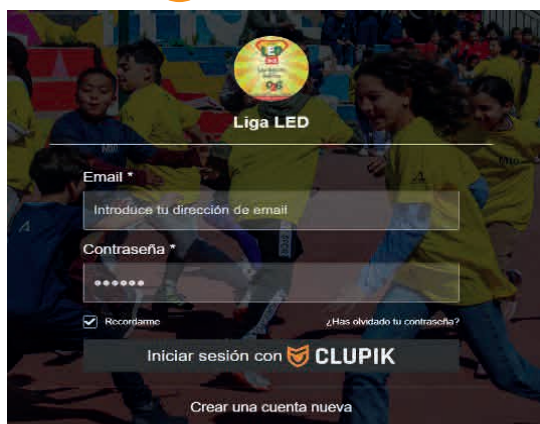 LED
Liga LED
Email *
Introduce tu dirección de email
Contraseña *
Recordarme
¿Has olvidado tu contraseña?
Iniciar sesión con CLUPIK
Crear una cuenta nueva